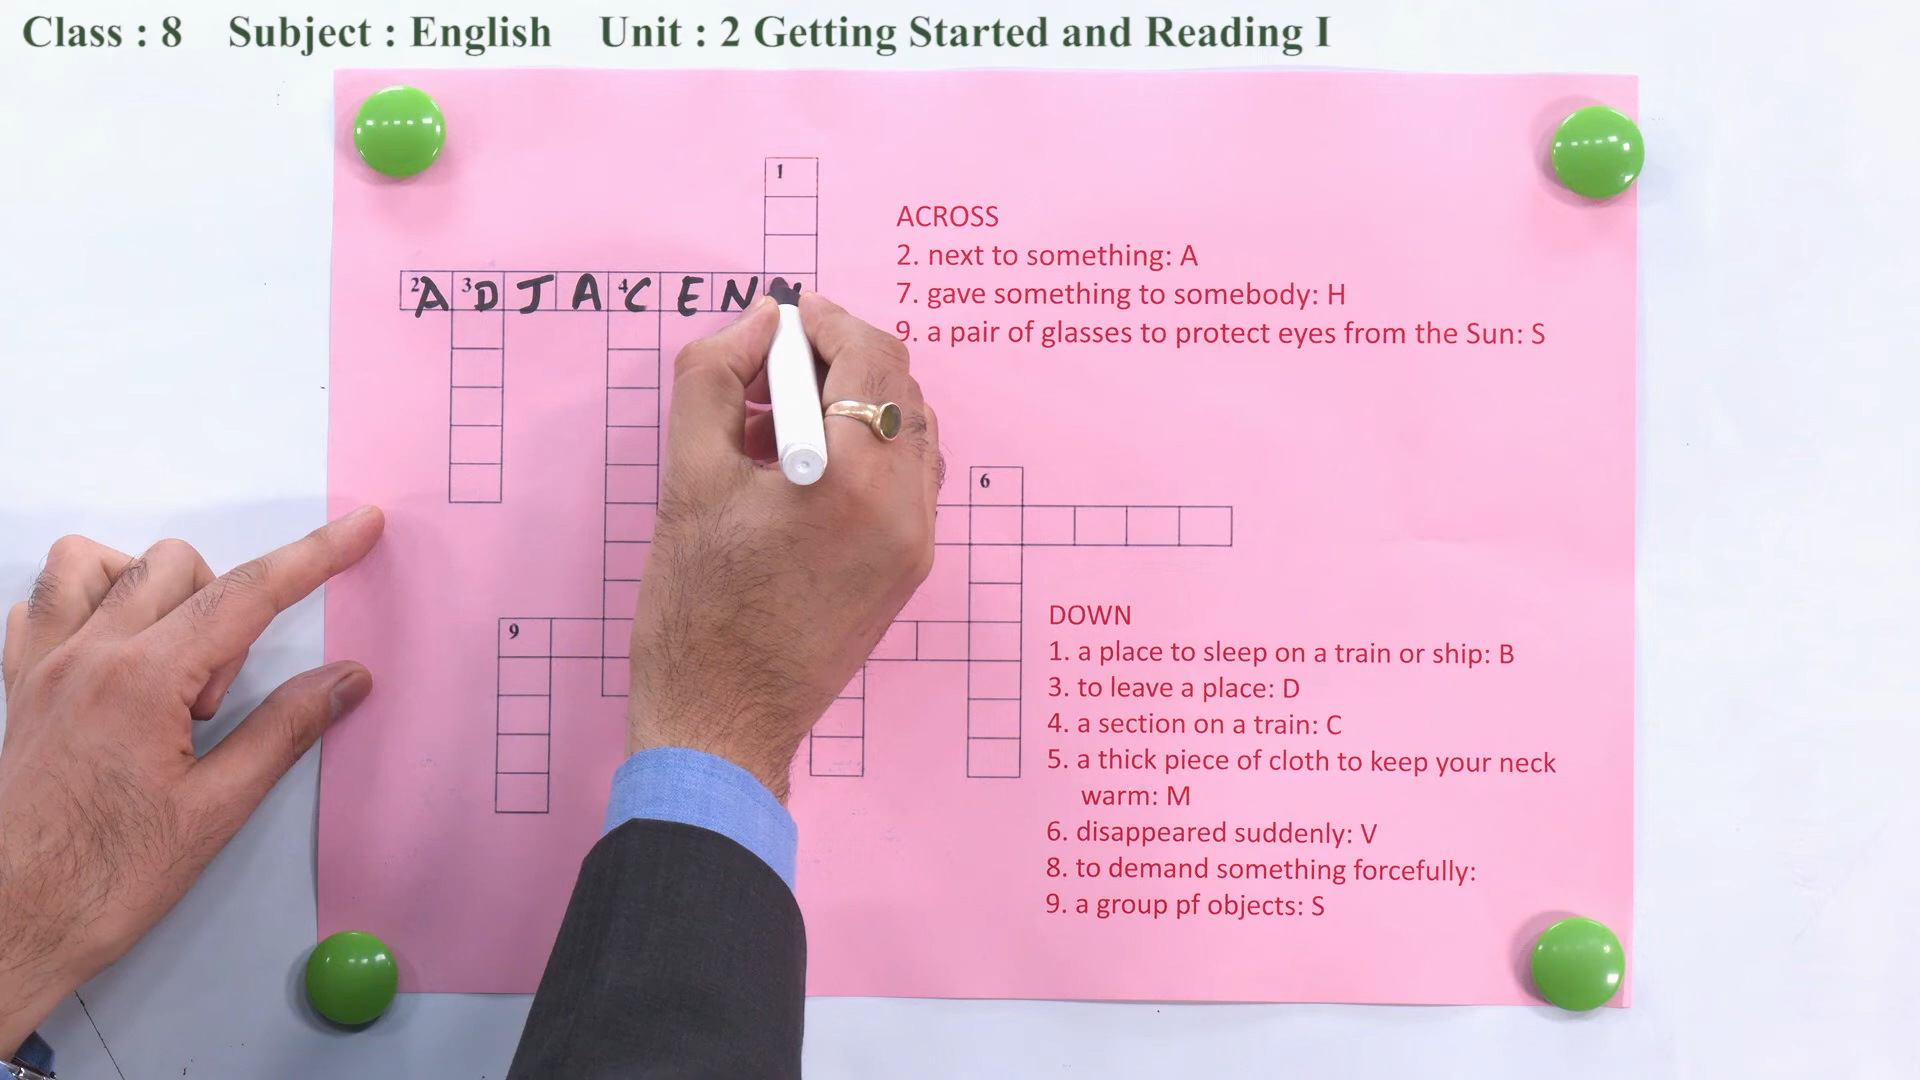 Class : 8 Subject : English Unit : 2 Getting Started and Reading I
1
ACROSS
2. next to something: A
2 A 3 D J A 4 C E N
7. gave something to somebody: H
9. a pair of glasses to protect eyes from the Sun: S
6
DOWN
9
1. a place to sleep on a train or ship: B
3. to leave a place: D
4. a section on a train: C
5. a thick piece of cloth to keep your neck
warm: M
6. disappeared suddenly: V
8. to demand something forcefully:
9. a group pf objects: S